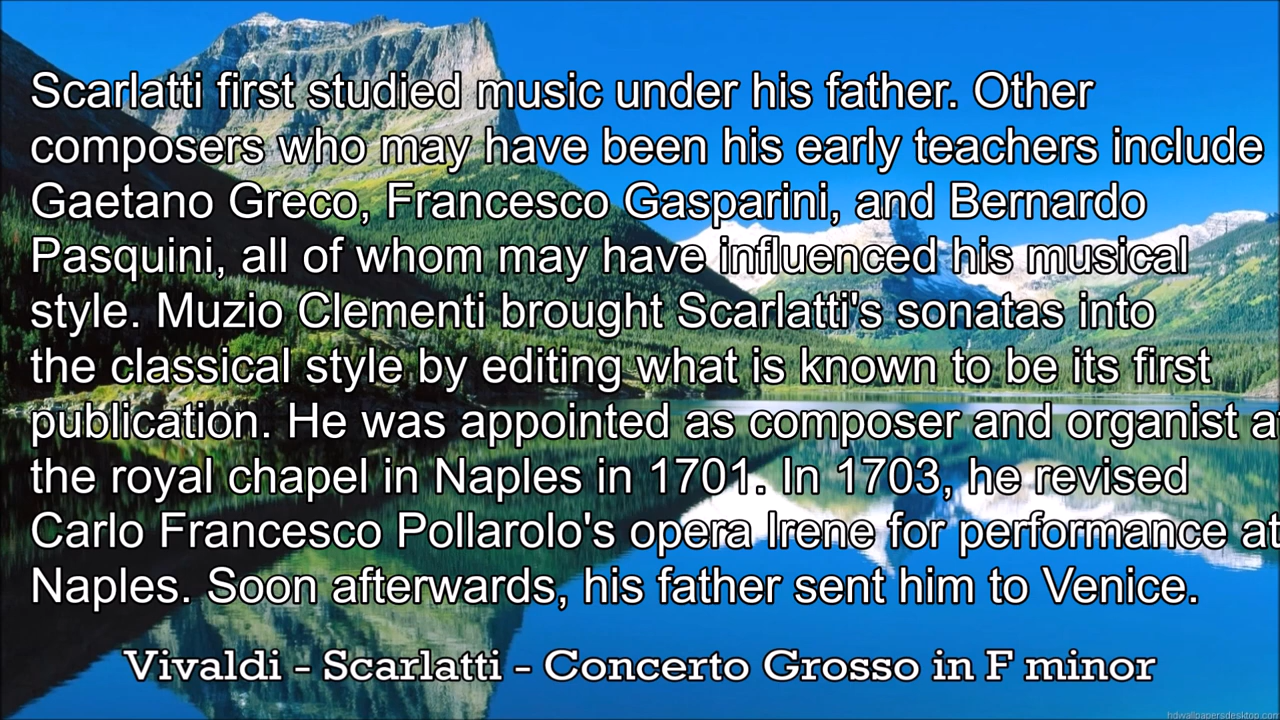 Scarlatti first studied music under his father. Other
composers who may have been his early teachers include
Gaetano Greco, Francesco Gasparini, and Bernardo
Pasquini, all of whom may have influenced his musical
style. Muzio Clementi brought Scarlatti's sonatas into
the classical style by editing what is known to be its first
publication. He was appointed as composer and organist a
the royal chapel in Naples in 1701. In 1703, he revised
Carlo Francesco Pollarolo's opera Irene for performance at
Naples. Soon afterwards, his father sent him to Venice.
Vivaldi - Scarlatti - Concerto Grosso in F minor
hdwallpapersdesktop.com